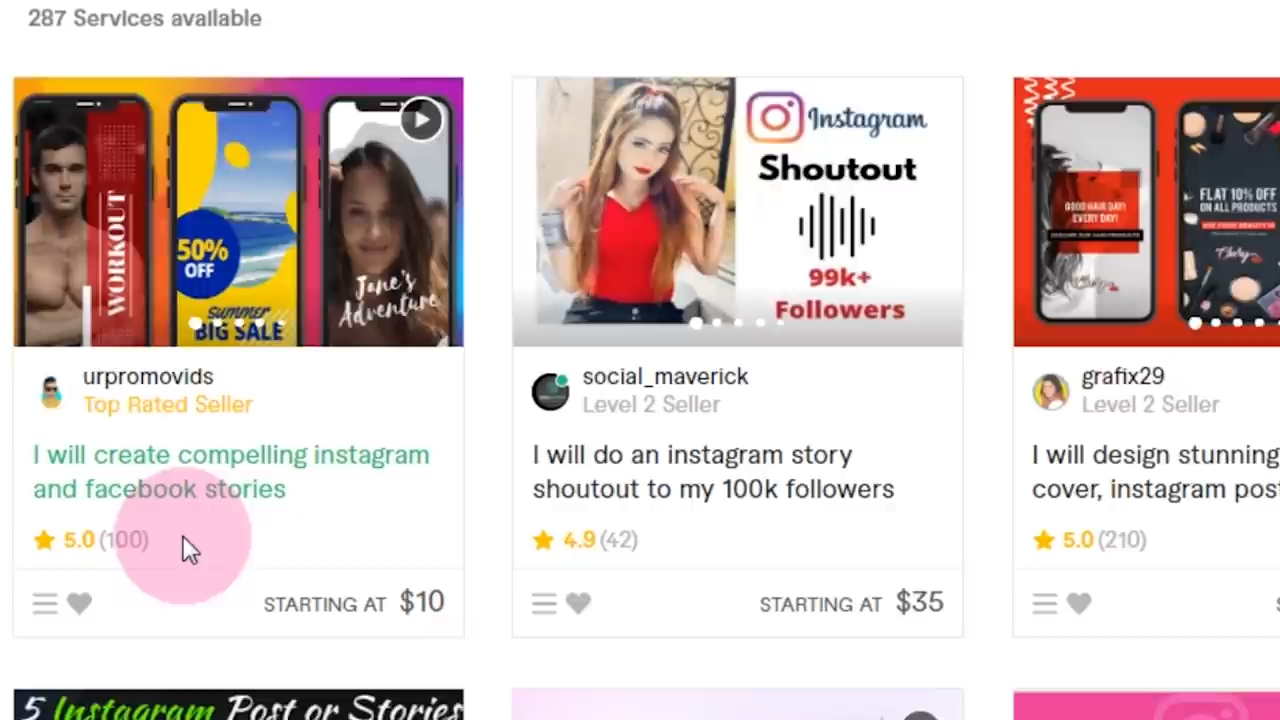 287 Services available
WORKOUT
50%
OFF
Summer
BIG SALE
Jane's
Adventure
Instagram
Shoutout
99k+
Followers
GOOD HAIR DAY!
EVERY DAY!
FLAT 10% OFF
ON ALL PRODUCTS
urpromovids
Top Rated Seller
I will create compelling instagram
and facebook stories
5.0 (100)
STARTING AT $10
social_maverick
Level 2 Seller
I will do an instagram story
shoutout to my 100k followers
4.9 (42)
STARTING AT $35
grafix29
Level 2 Seller
I will design stunning
cover, instagram post
5.0 (210)
5 Instagram Post or Stories